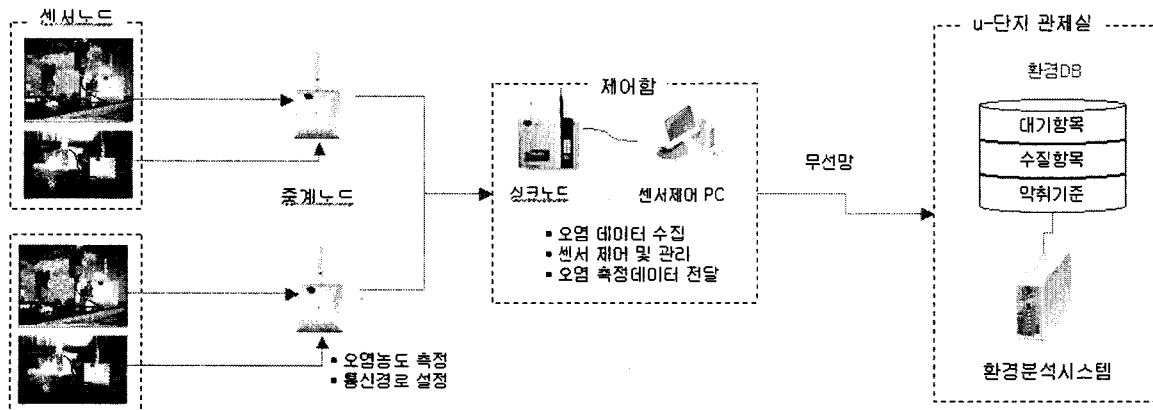 센서노드
중계노드
▪ 오염농도 측정
▪ 통신경로 설정
제어함
싱크노드
센서제어 PC
▪ 오염 데이터 수집
▪ 센서 제어 및 관리
▪ 오염 측정데이터 전달
무선망
u-단지 관제실
환경DB
대기항목
수질항목
악취기준
환경분석시스템